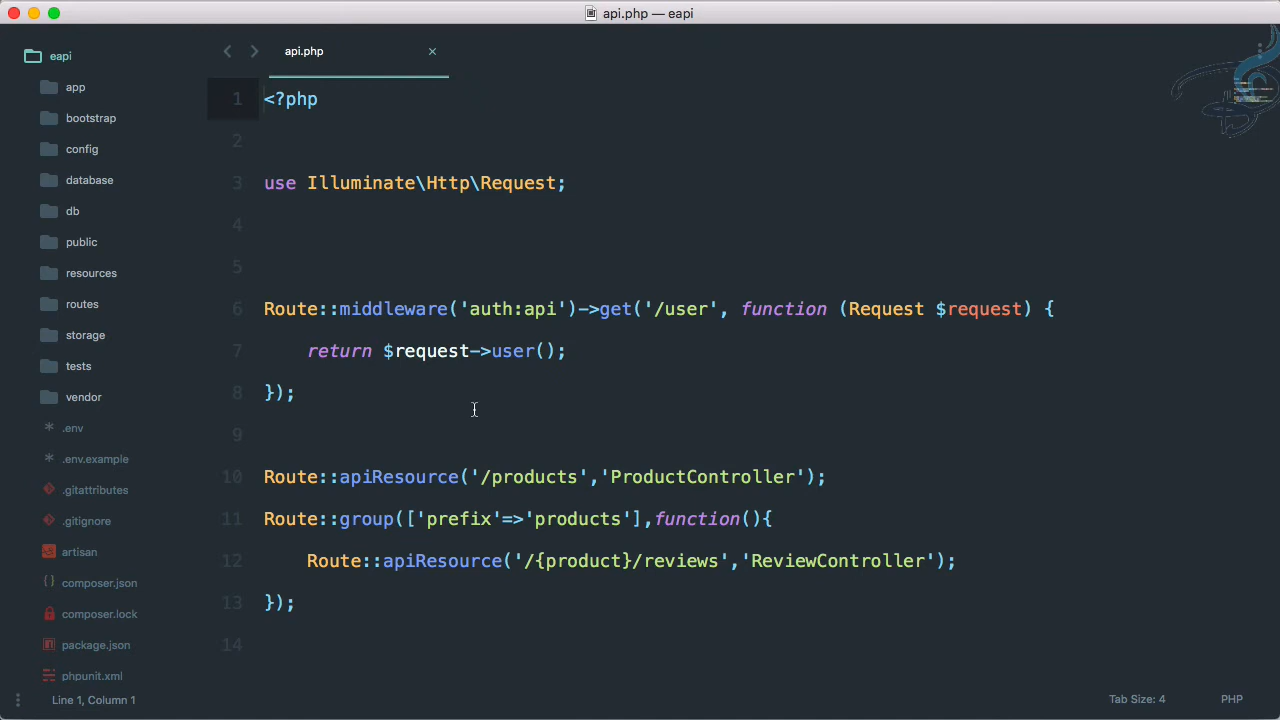 api.php — eapi
eapi
app
bootstrap
config
database
db
public
resources
routes
storage
tests
vendor
.env
.env.example
.gitattributes
.gitignore
artisan
composer.json
composer.lock
package.json
phpunit.xml
api.php ×
1 <?php
2
3 use Illuminate\Http\Request;
4
5
6 Route::middleware('auth:api')->get('/user', function (Request $request) {
7     return $request->user();
8 });
9
10 Route::apiResource('/products','ProductController');
11 Route::group(['prefix'=>'products'],function(){
12     Route::apiResource('/{product}/reviews','ReviewController');
13 });
14
Line 1, Column 1
Tab Size: 4
PHP